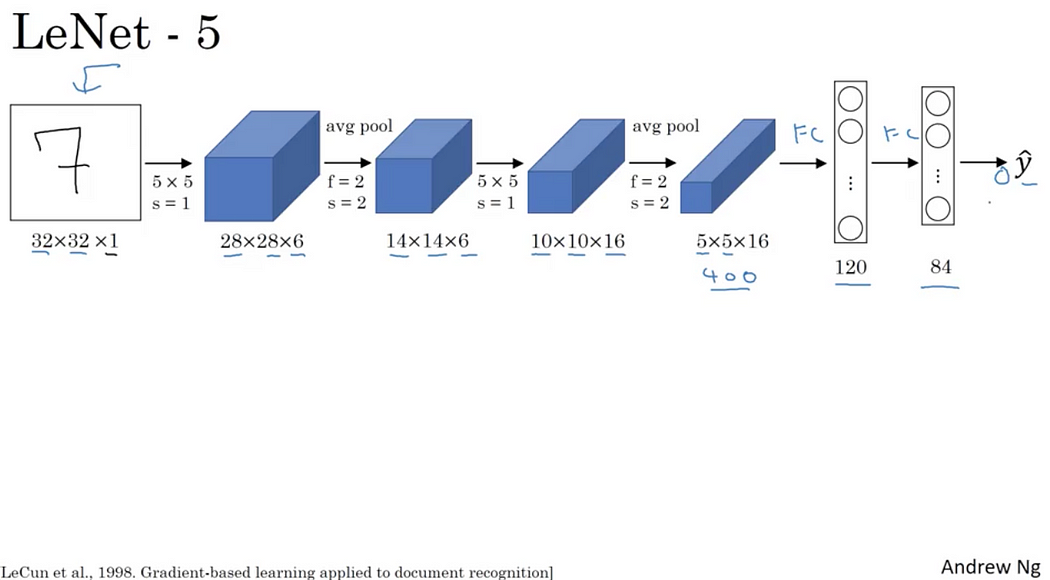 LeNet - 5
7
avg pool
avg pool
FC
FC
ŷ
5 × 5
s = 1
f = 2
s = 2
5 × 5
s = 1
f = 2
s = 2
32×32 ×1
28×28×6
14×14×6
10×10×16
5×5×16
400
120
84
LeCun et al., 1998. Gradient-based learning applied to document recognition]
Andrew Ng